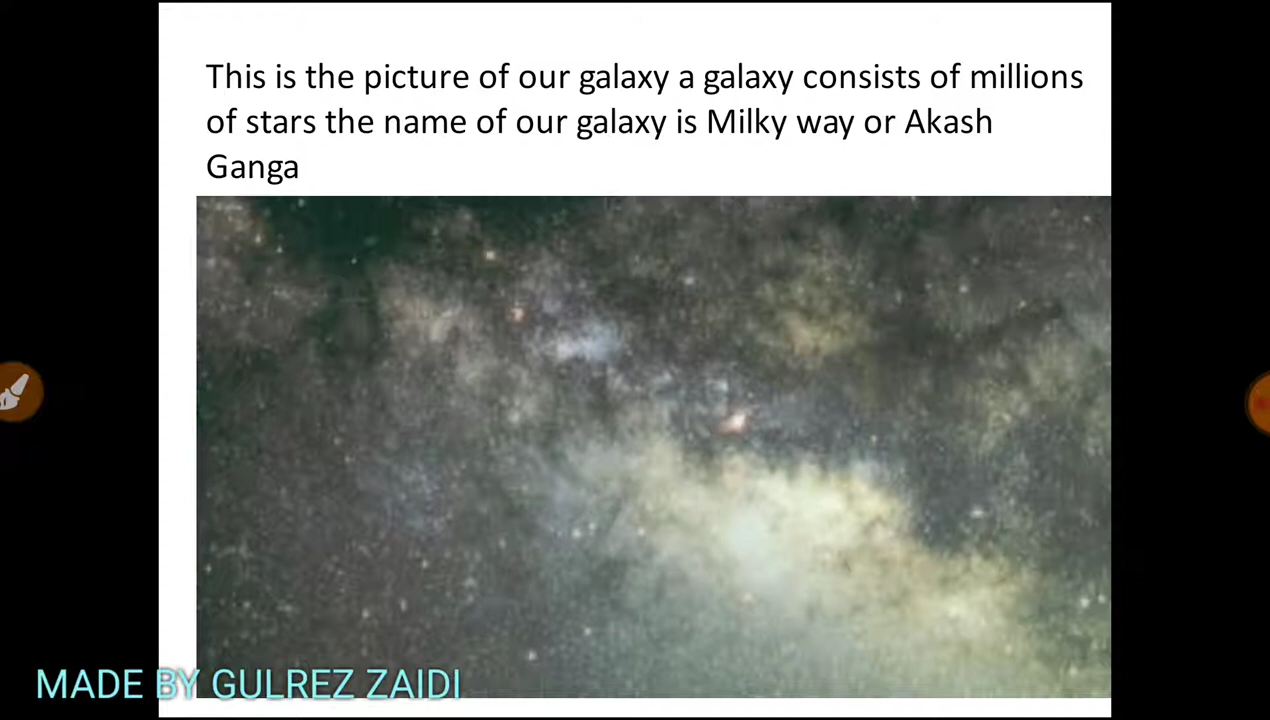 This is the picture of our galaxy a galaxy consists of millions
of stars the name of our galaxy is Milky way or Akash
Ganga
MADE BY GULREZ ZAIDI